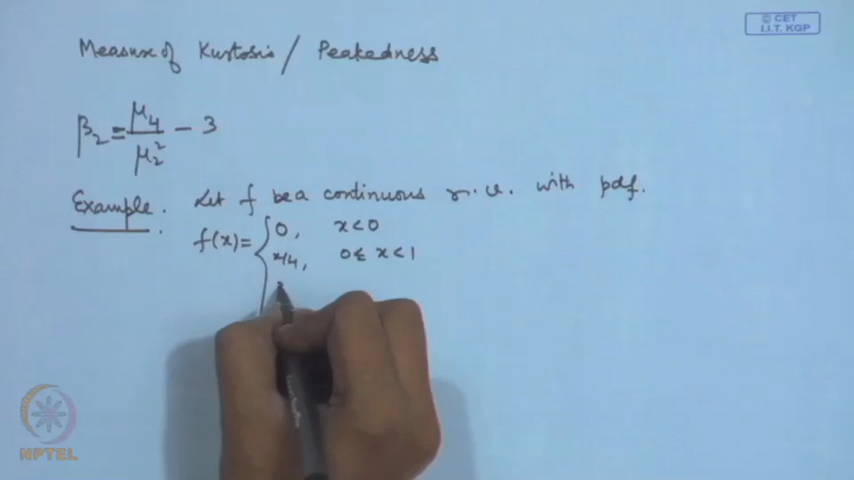 © CET
I.I.T. KGP
Measure of Kurtosis / Peakedness
β₂ = μ₄/μ₂² − 3
Example. Let f be a continuous r.v. with pdf.
f(x) = { 0, x<0
x/4, 0≤ x<1
NPTEL